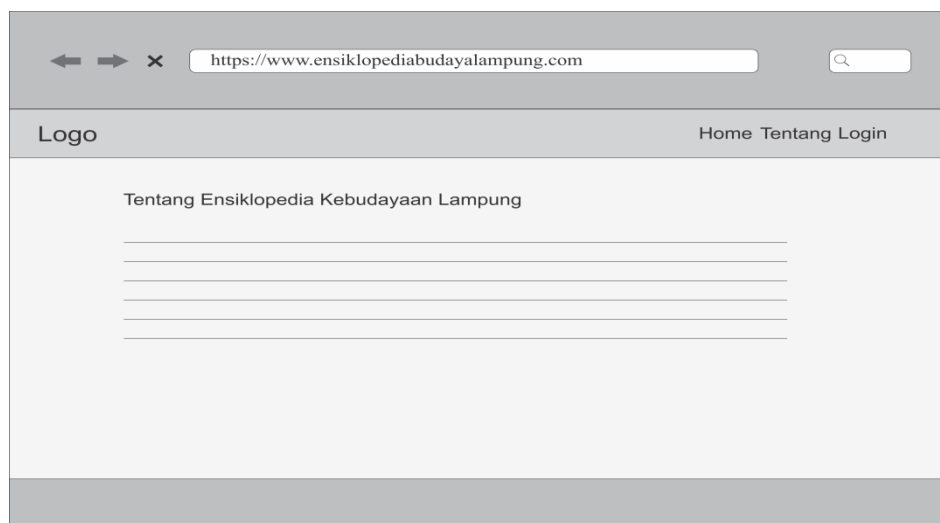 https://www.ensiklopediabudayalampung.com
Logo
Home Tentang Login
Tentang Ensiklopedia Kebudayaan Lampung